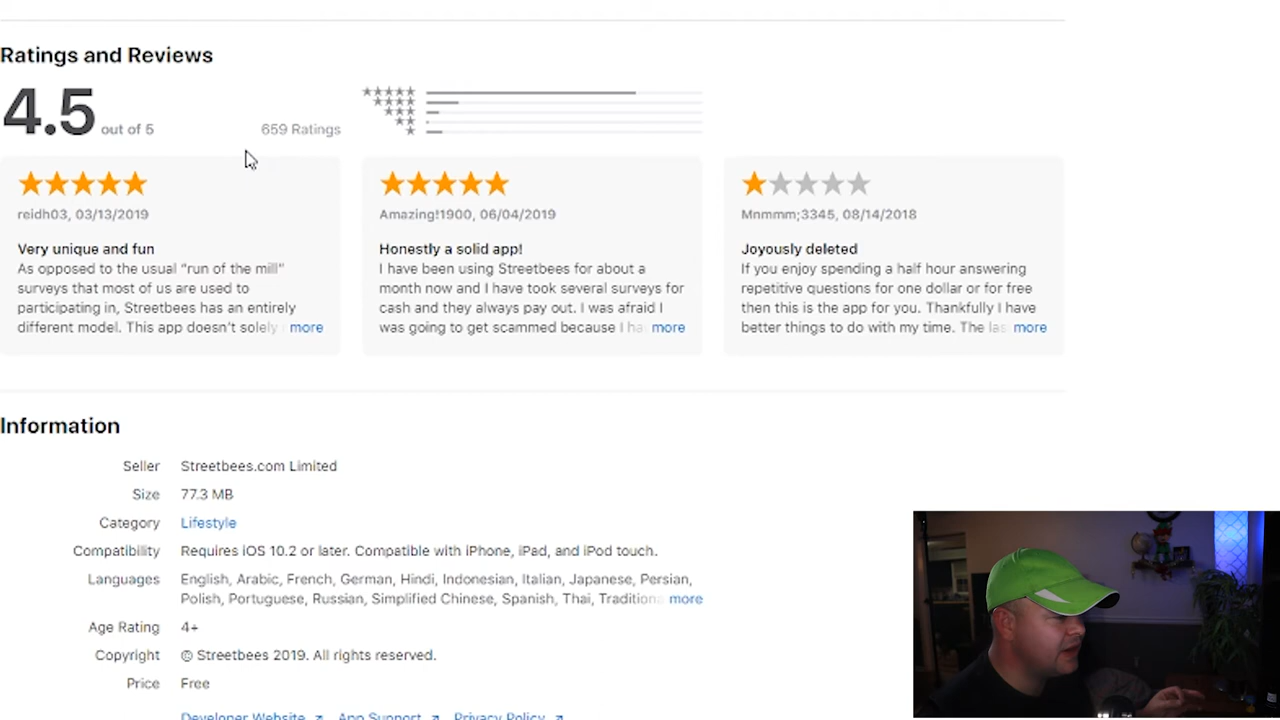 Ratings and Reviews
4.5 out of 5
659 Ratings
reidh03, 03/13/2019
Very unique and fun
As opposed to the usual “run of the mill”
surveys that most of us are used to
participating in, Streetbees has an entirely
different model. This app doesn't solely more
Amazing!1900, 06/04/2019
Honestly a solid app!
I have been using Streetbees for about a
month now and I have took several surveys for
cash and they always pay out. I was afraid I
was going to get scammed because I ha more
Mnmmm;3345, 08/14/2018
Joyously deleted
If you enjoy spending a half hour answering
repetitive questions for one dollar or for free
then this is the app for you. Thankfully I have
better things to do with my time. The las more
Information
Seller Streetbees.com Limited
Size 77.3 MB
Category Lifestyle
Compatibility Requires iOS 10.2 or later. Compatible with iPhone, iPad, and iPod touch.
Languages English, Arabic, French, German, Hindi, Indonesian, Italian, Japanese, Persian,
Polish, Portuguese, Russian, Simplified Chinese, Spanish, Thai, Traditiona more
Age Rating 4+
Copyright © Streetbees 2019. All rights reserved.
Price Free
Developer Website App Support Privacy Policy